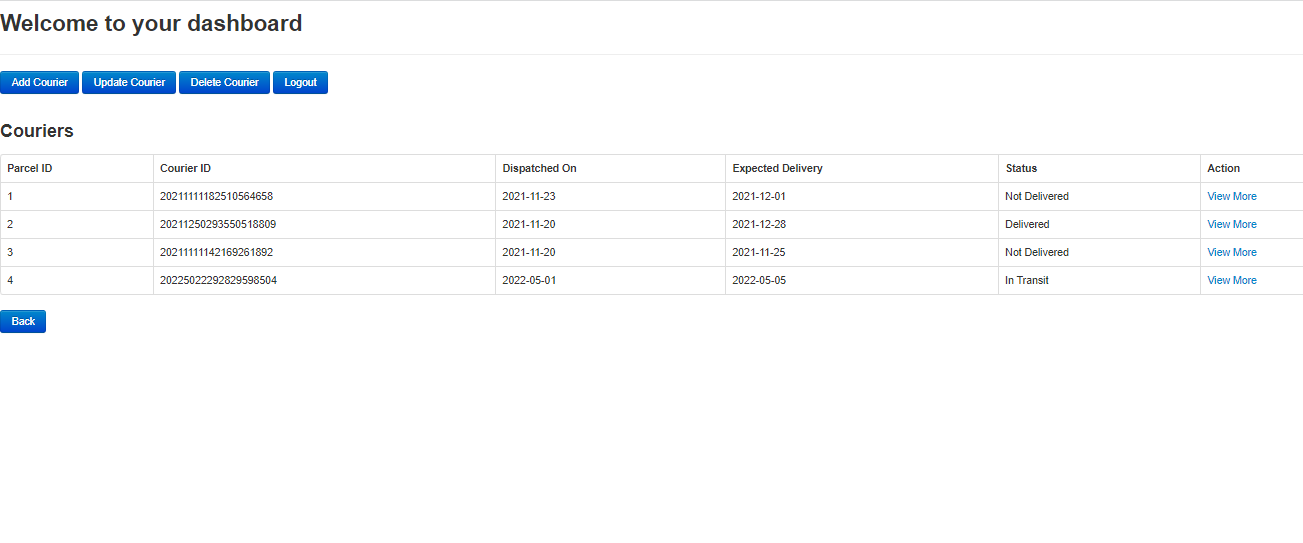 Welcome to your dashboard
Add Courier Update Courier Delete Courier Logout
Couriers
Parcel ID Courier ID Dispatched On Expected Delivery Status Action
1 20211111182510564658 2021-11-23 2021-12-01 Not Delivered View More
2 20211250293550518809 2021-11-20 2021-12-28 Delivered View More
3 20211111142169261892 2021-11-20 2021-11-25 Not Delivered View More
4 20225022292829598504 2022-05-01 2022-05-05 In Transit View More
Back